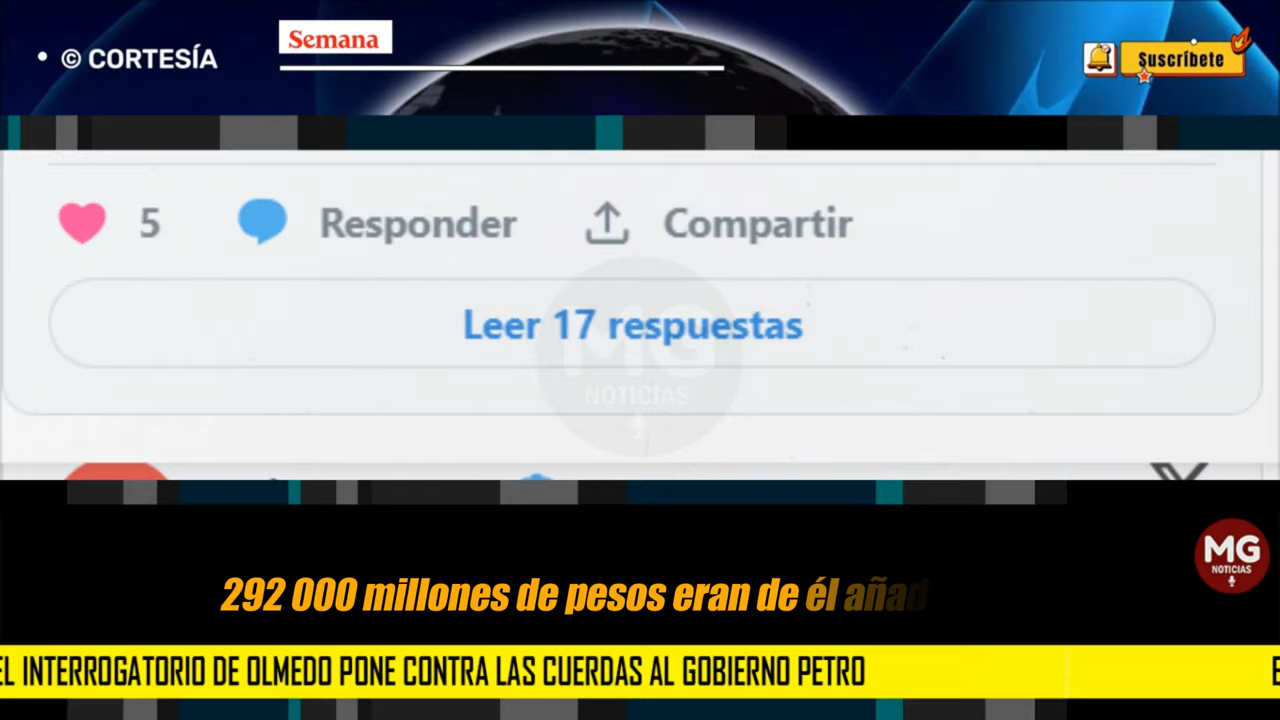 © CORTESÍA
Semana
Suscríbete
5 Responder Compartir
Leer 17 respuestas
MG
NOTICIAS
292 000 millones de pesos eran de él
MG
NOTICIAS
EL INTERROGATORIO DE OLMEDO PONE CONTRA LAS CUERDAS AL GOBIERNO PETRO